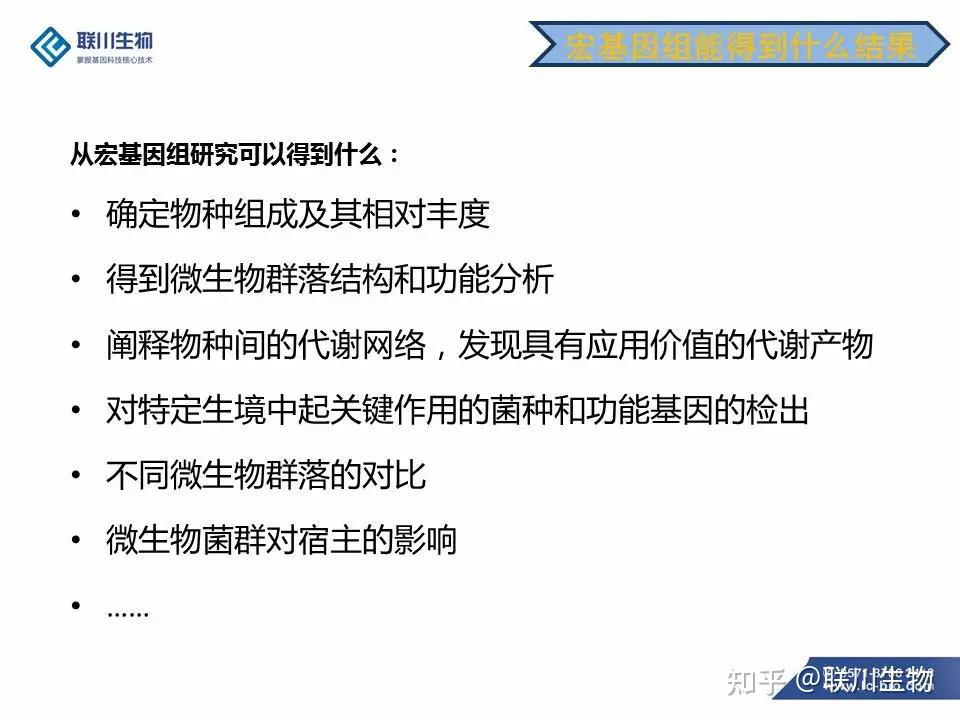 联川生物
掌握基因科技核心技术
宏基因组能得到什么结果
从宏基因组研究可以得到什么：
• 确定物种组成及其相对丰度
• 得到微生物群落结构和功能分析
• 阐释物种间的代谢网络，发现具有应用价值的代谢产物
• 对特定生境中起关键作用的菌种和功能基因的检出
• 不同微生物群落的对比
• 微生物菌群对宿主的影响
• ……
知乎 @联川生物